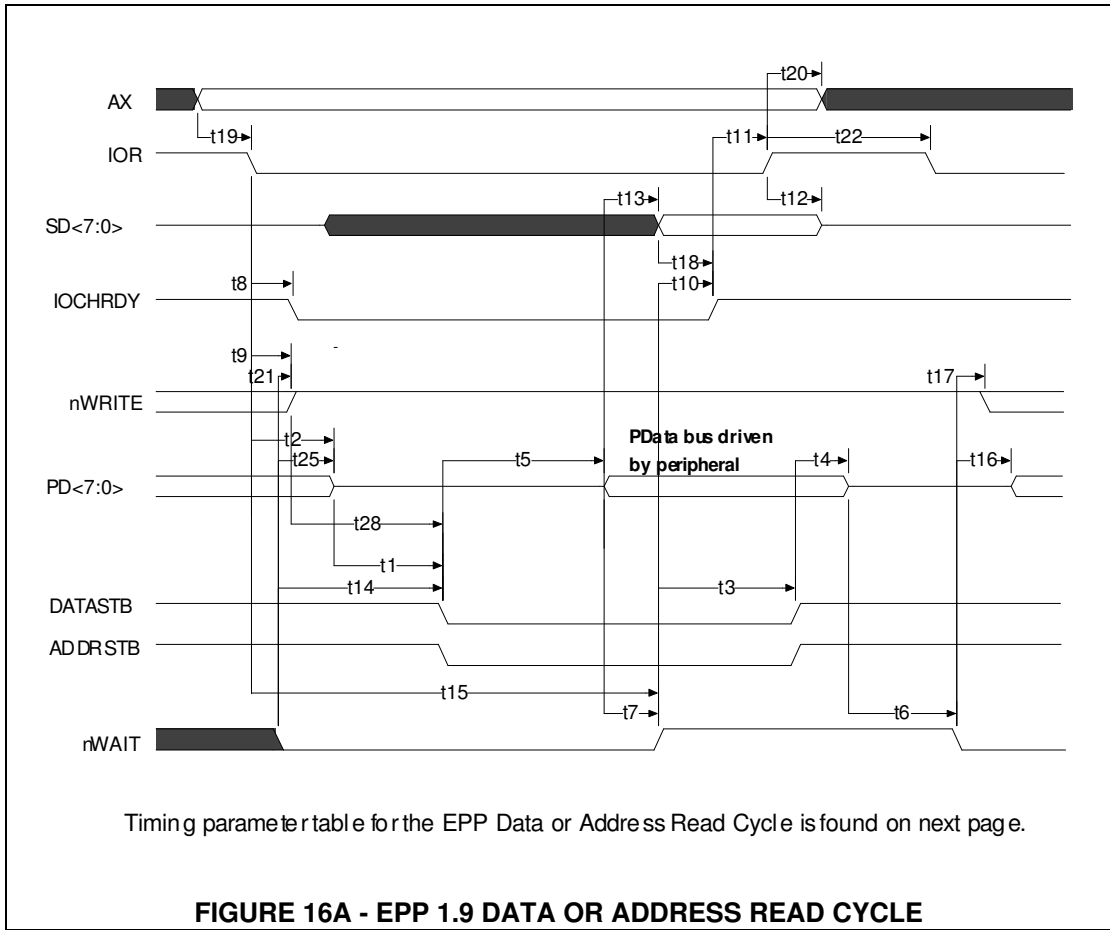 t20
AX
t19
t11
t22
IOR
t13
t12
SD<7:0>
t18
t8
t10
IOCHRDY
t9
t21
t17
nWRITE
t2
PData bus driven
t25
t5
by peripheral
t4
t16
PD<7:0>
t28
t1
t14
t3
DATASTB
ADDRSTB
t15
t7
t6
nWAIT
Timing parameter table for the EPP Data or Address Read Cycle is found on next page.
FIGURE 16A - EPP 1.9 DATA OR ADDRESS READ CYCLE